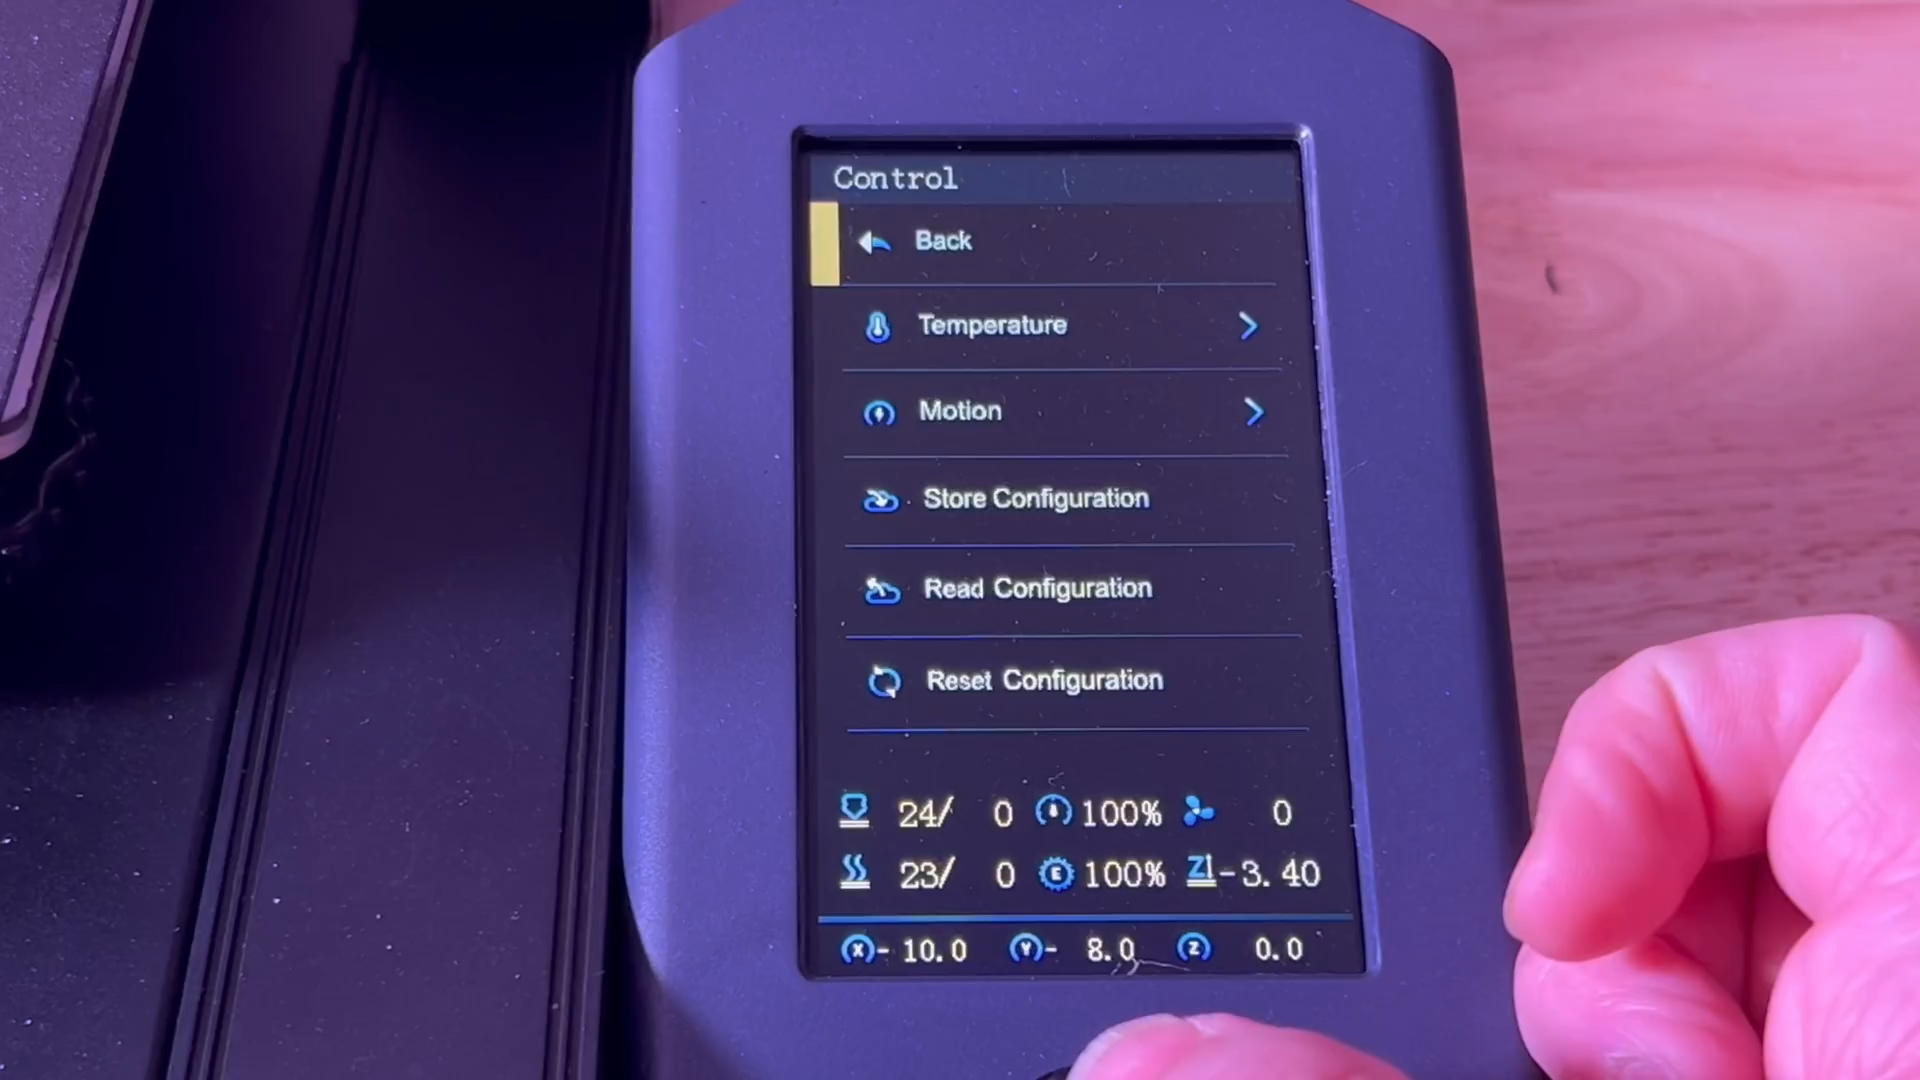 Control
Back
Temperature
Motion
Store Configuration
Read Configuration
Reset Configuration
24/ 0 100% 0
23/ 0 E 100% Z -3.40
X - 10.0 Y - 8.0 Z 0.0